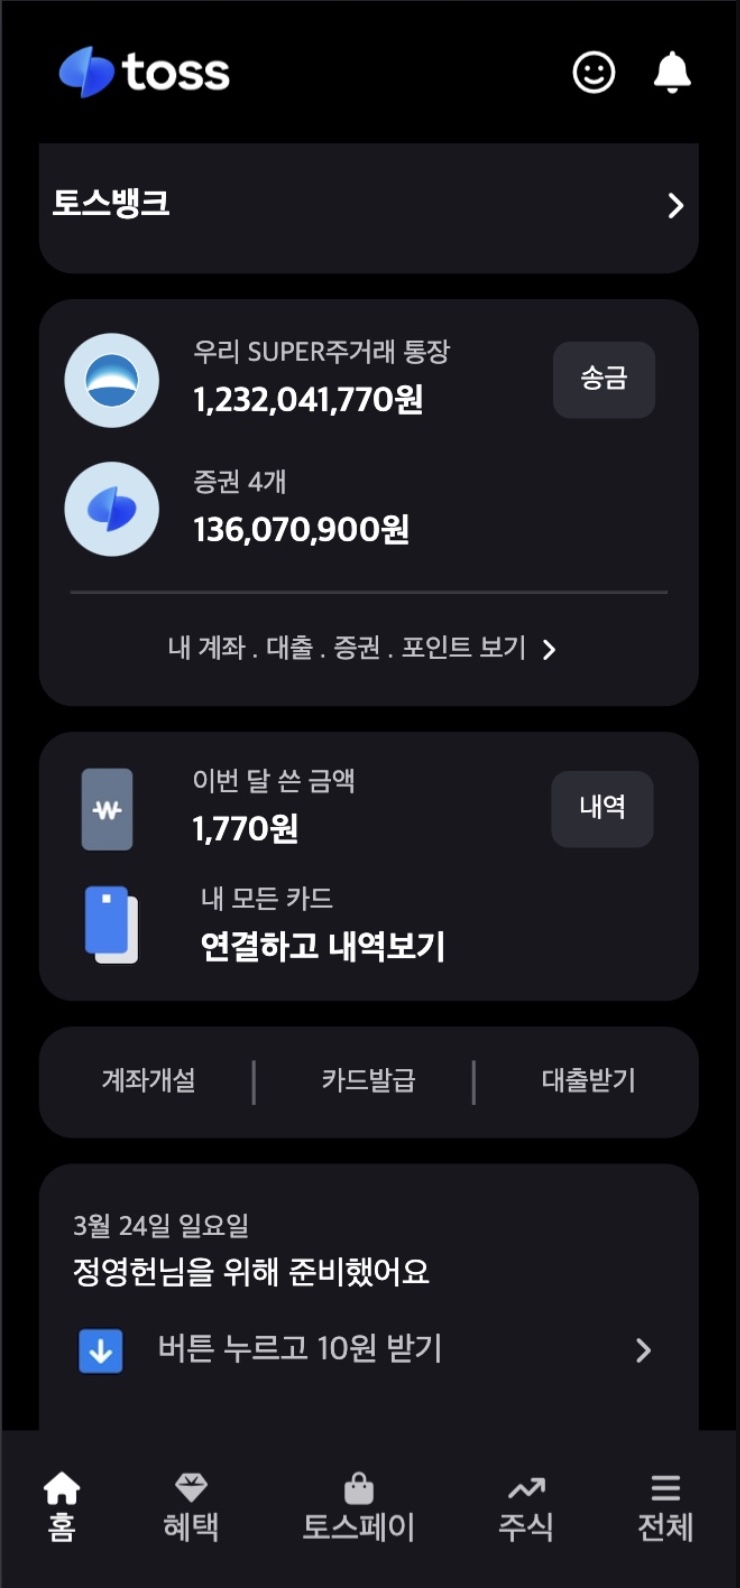 toss
토스뱅크
우리 SUPER주거래 통장
1,232,041,770원
송금
증권 4개
136,070,900원
내 계좌 . 대출 . 증권 . 포인트 보기
₩
이번 달 쓴 금액
1,770원
내역
내 모든 카드
연결하고 내역보기
계좌개설 카드발급 대출받기
3월 24일 일요일
정영헌님을 위해 준비했어요
버튼 누르고 10원 받기
홈 혜택 토스페이 주식 전체